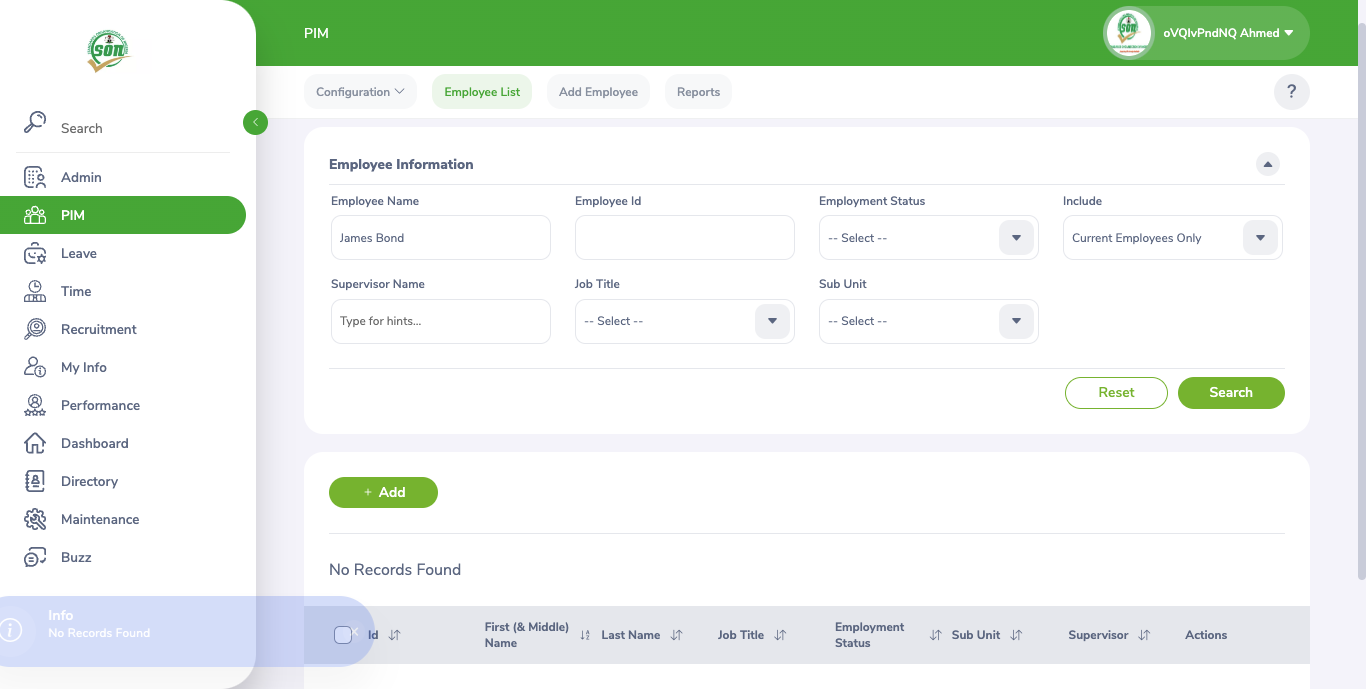 SON
Search
Admin
PIM
Leave
Time
Recruitment
My Info
Performance
Dashboard
Directory
Maintenance
Buzz
PIM
oVQlvPndNQ Ahmed
Configuration
Employee List
Add Employee
Reports
?
Employee Information
Employee Name
Employee Id
Employment Status
Include
James Bond
-- Select --
Current Employees Only
Supervisor Name
Job Title
Sub Unit
Type for hints...
-- Select --
-- Select --
Reset
Search
+ Add
No Records Found
Info
No Records Found
Id
First (& Middle)
Name
Last Name
Job Title
Employment
Status
Sub Unit
Supervisor
Actions